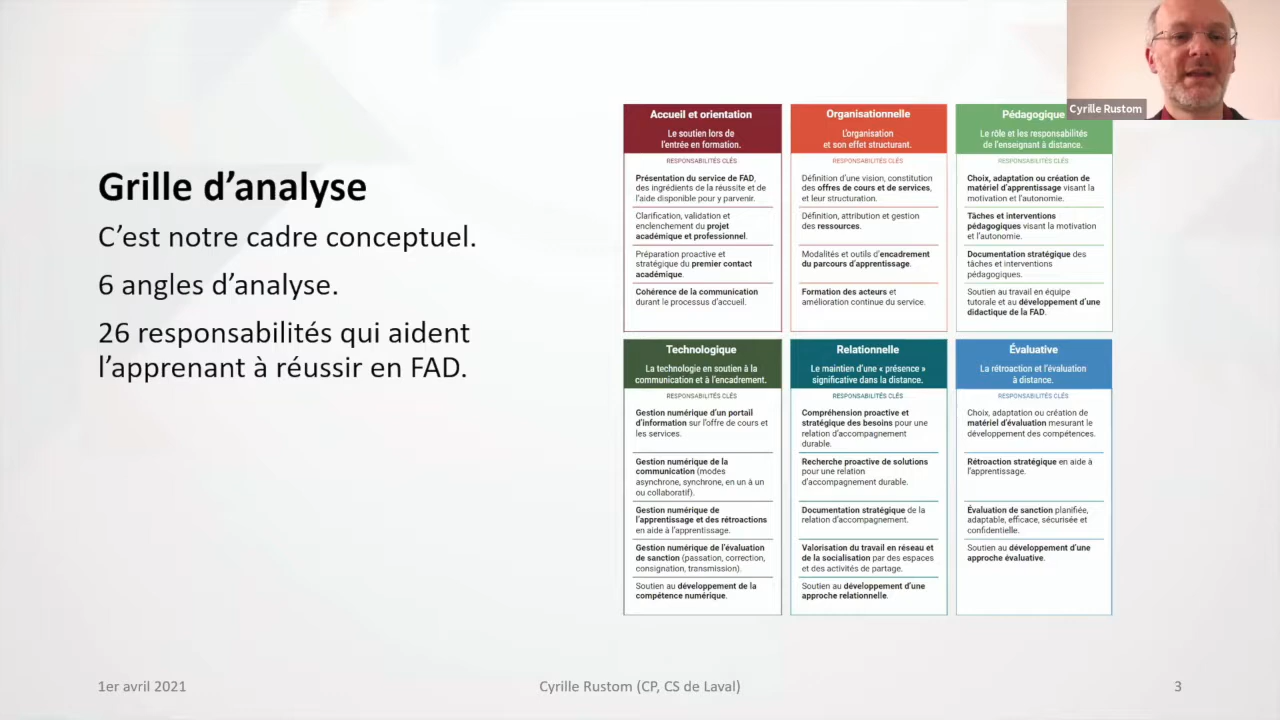 Cyrille Rustom
Grille d’analyse
C’est notre cadre conceptuel.
6 angles d’analyse.
26 responsabilités qui aident
l’apprenant à réussir en FAD.
Accueil et orientation
Le soutien lors de
l’entrée en formation.
RESPONSABILITÉS CLÉS
Présentation du service de FAD,
des ingrédients de la réussite et de
l’aide disponible pour y parvenir.
Clarification, validation et
enclenchement du projet
académique et professionnel.
Préparation proactive et
stratégique du premier contact
académique.
Cohérence de la communication
durant le processus d’accueil.
Organisationnelle
L’organisation
et son effet structurant.
RESPONSABILITÉS CLÉS
Définition d’une vision, constitution
des offres de cours et de services,
et leur structuration.
Définition, attribution et gestion
des ressources.
Modalités et outils d’encadrement
du parcours d’apprentissage.
Formation des acteurs et
amélioration continue du service.
Pédagogique
Le rôle et les responsabilités
de l’enseignant à distance.
RESPONSABILITÉS CLÉS
Choix, adaptation ou création de
matériel d’apprentissage visant la
motivation et l’autonomie.
Tâches et interventions
pédagogiques visant la motivation
et l’autonomie.
Documentation stratégique des
tâches et interventions
pédagogiques.
Soutien au travail en équipe
tutorale et au développement d’une
didactique de la FAD.
Technologique
La technologie en soutien à la
communication et à l’encadrement.
RESPONSABILITÉS CLÉS
Gestion numérique d’un portail
d’information sur l’offre de cours et
les services.
Gestion numérique de la
communication (modes
asynchrone, synchrone, en un à un
ou collaboratif).
Gestion numérique de
l’apprentissage et des rétroactions
en aide à l’apprentissage.
Gestion numérique de l’évaluation
de sanction (passation, correction,
consignation, transmission).
Soutien au développement de la
compétence numérique.
Relationnelle
Le maintien d’une « présence »
significative dans la distance.
RESPONSABILITÉS CLÉS
Compréhension proactive et
stratégique des besoins pour une
relation d’accompagnement
durable.
Recherche proactive de solutions
pour une relation
d’accompagnement durable.
Documentation stratégique de la
relation d’accompagnement.
Valorisation du travail en réseau et
de la socialisation par des espaces
et des activités de partage.
Soutien au développement d’une
approche relationnelle.
Évaluative
La rétroaction et l’évaluation
à distance.
RESPONSABILITÉS CLÉS
Choix, adaptation ou création de
matériel d’évaluation mesurant le
développement des compétences.
Rétroaction stratégique en aide à
l’apprentissage.
Évaluation de sanction planifiée,
adaptable, efficace, sécurisée et
confidentielle.
Soutien au développement d’une
approche évaluative.
1er avril 2021
Cyrille Rustom (CP, CS de Laval)
3